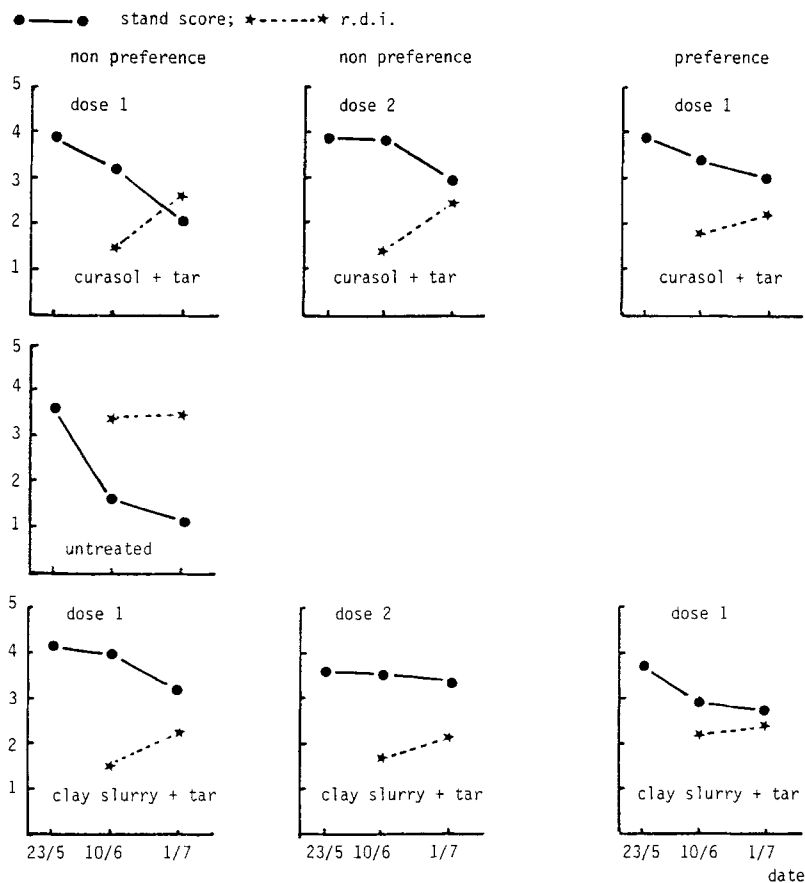 stand score; r.d.i.
non preference non preference preference
5
dose 1 dose 2 dose 1
4
3
2
1
curasol + tar curasol + tar curasol + tar
5
4
3
2
1
untreated
5
dose 1 dose 2 dose 1
4
3
2
1
clay slurry + tar clay slurry + tar clay slurry + tar
23/5 10/6 1/7 23/5 10/6 1/7 23/5 10/6 1/7
date